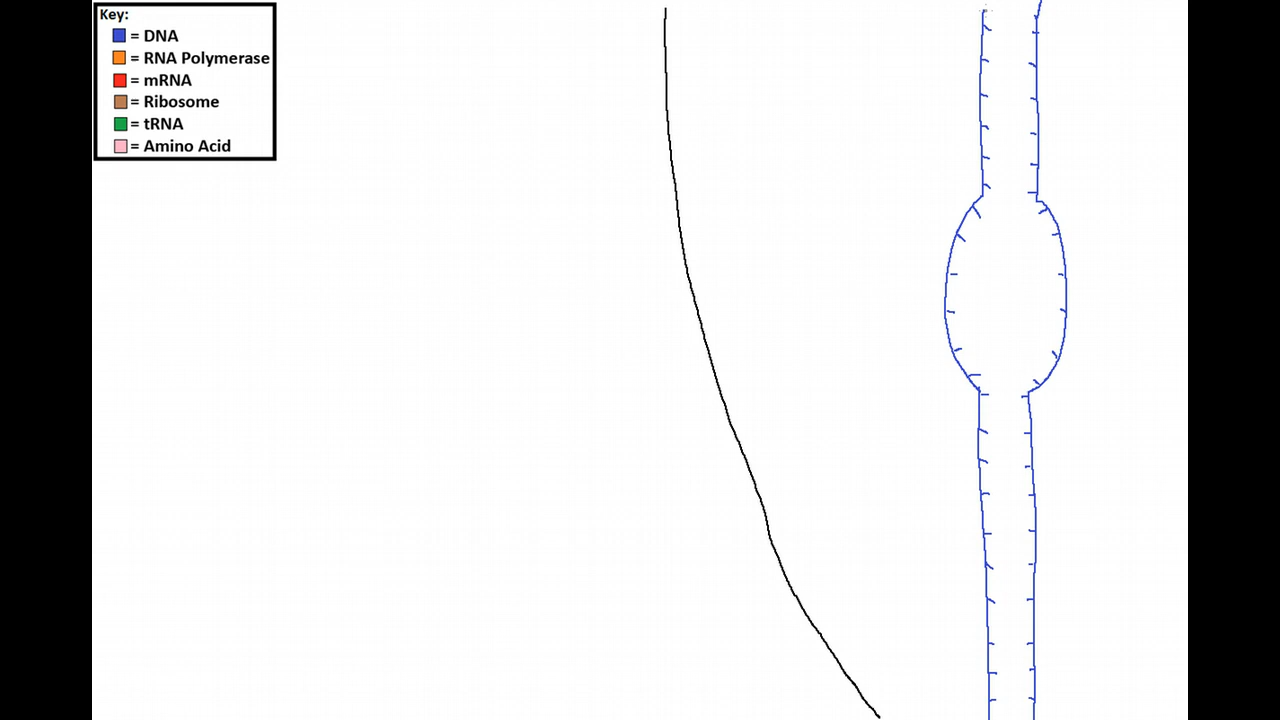 Key:
= DNA
= RNA Polymerase
= mRNA
= Ribosome
= tRNA
= Amino Acid